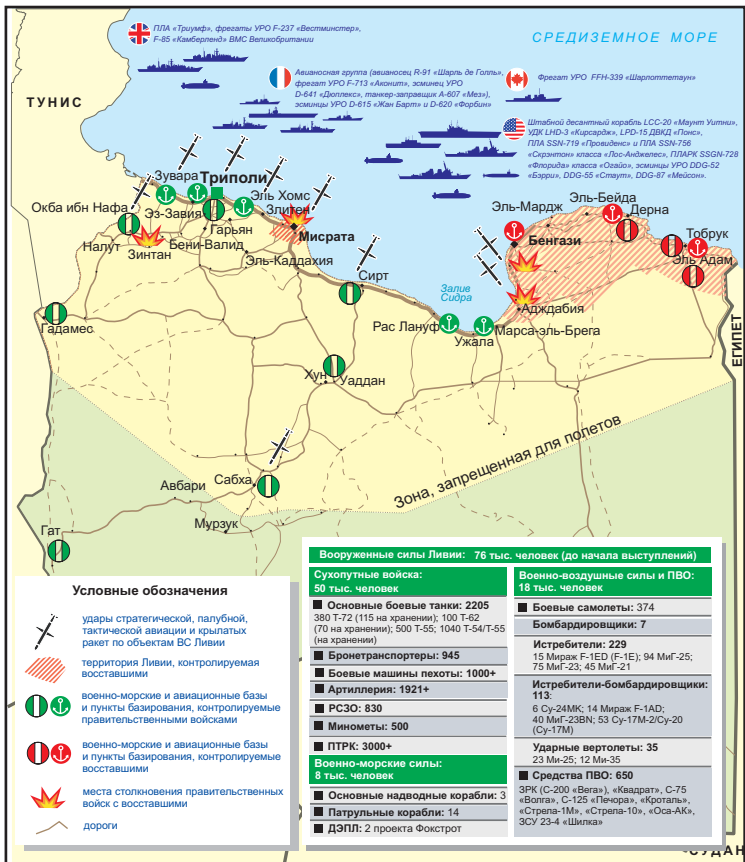 ПЛА «Триумф», фрегаты УРО F-237 «Вестминстер»,
F-85 «Камберленд» ВМС Великобритании
СРЕДИЗЕМНОЕ МОРЕ
Авианосная группа (авианосец R-91 «Шарль де Голль»,
фрегат УРО F-713 «Аконит», эсминец УРО
D-641 «Дюплекс», танкер-заправщик А-607 «Мез»),
эсминцы УРО D-615 «Жан Барт» и D-620 «Форбин»
Фрегат УРО FFH-339 «Шарлоттетаун»
Штабной десантный корабль LCC-20 «Маунт Уитни»,
УДК LHD-3 «Кирсардж», LPD-15 ДВКД «Понс»,
ПЛА SSN-719 «Провиденс» и ПЛА SSN-756
«Скрэнтон» класса «Лос-Анджелес», ПЛАРК SSGN-728
«Флорида» класса «Огайо», эсминцы УРО DDG-52
«Бэрри», DDG-55 «Стаут», DDG-87 «Мейсон».
ТУНИС
Зувара
Триполи
Окба ибн Нафа
Эз-Завия
Эль Хомс
Злитен
Гарьян
Мисрата
Налут
Зинтан
Бени-Валид
Эль-Каддахия
Сирт
Эль-Мардж
Эль-Бейда
Дерна
Тобрук
Бенгази
Эль Адам
Залив
Сидра
Адждабия
Рас Лануф
Марса-эль-Брега
Ужала
Гадамес
ЕГИПЕТ
Хун
Уаддан
Зона, запрещенная для полетов
Сабха
Авбари
Мурзук
Гат
Условные обозначения
удары стратегической, палубной,
тактической авиации и крылатых
ракет по объектам ВС Ливии
территория Ливии, контролируемая
восставшими
военно-морские и авиационные базы
и пункты базирования, контролируемые
правительственными войсками
военно-морские и авиационные базы
и пункты базирования, контролируемые
восставшими
места столкновения правительственных
войск с восставшими
дороги
Вооруженные силы Ливии: 76 тыс. человек (до начала выступлений)
Сухопутные войска:
50 тыс. человек
Основные боевые танки: 2205
380 Т-72 (115 на хранении); 100 Т-62
(70 на хранении); 500 Т-55; 1040 Т-54/Т-55
(на хранении)
Бронетранспортеры: 945
Боевые машины пехоты: 1000+
Артиллерия: 1921+
РСЗО: 830
Минометы: 500
ПТРК: 3000+
Военно-морские силы:
8 тыс. человек
Основные надводные корабли: 3
Патрульные корабли: 14
ДЭПЛ: 2 проекта Фокстрот
Военно-воздушные силы и ПВО:
18 тыс. человек
Боевые самолеты: 374
Бомбардировщики: 7
Истребители: 229
15 Мираж F-1ED (F-1E); 94 МиГ-25;
75 МиГ-23; 45 МиГ-21
Истребители-бомбардировщики:
113:
6 Су-24МК; 14 Мираж F-1AD;
40 МиГ-23BN; 53 Су-17М-2/Су-20
(Су-17М)
Ударные вертолеты: 35
23 Ми-25; 12 Ми-35
Средства ПВО: 650
ЗРК (С-200 «Вега»), «Квадрат», С-75
«Волга», С-125 «Печора», «Кроталь»,
«Стрела-1М», «Стрела-10», «Оса-АК»,
ЗСУ 23-4 «Шилка»
СУДАН